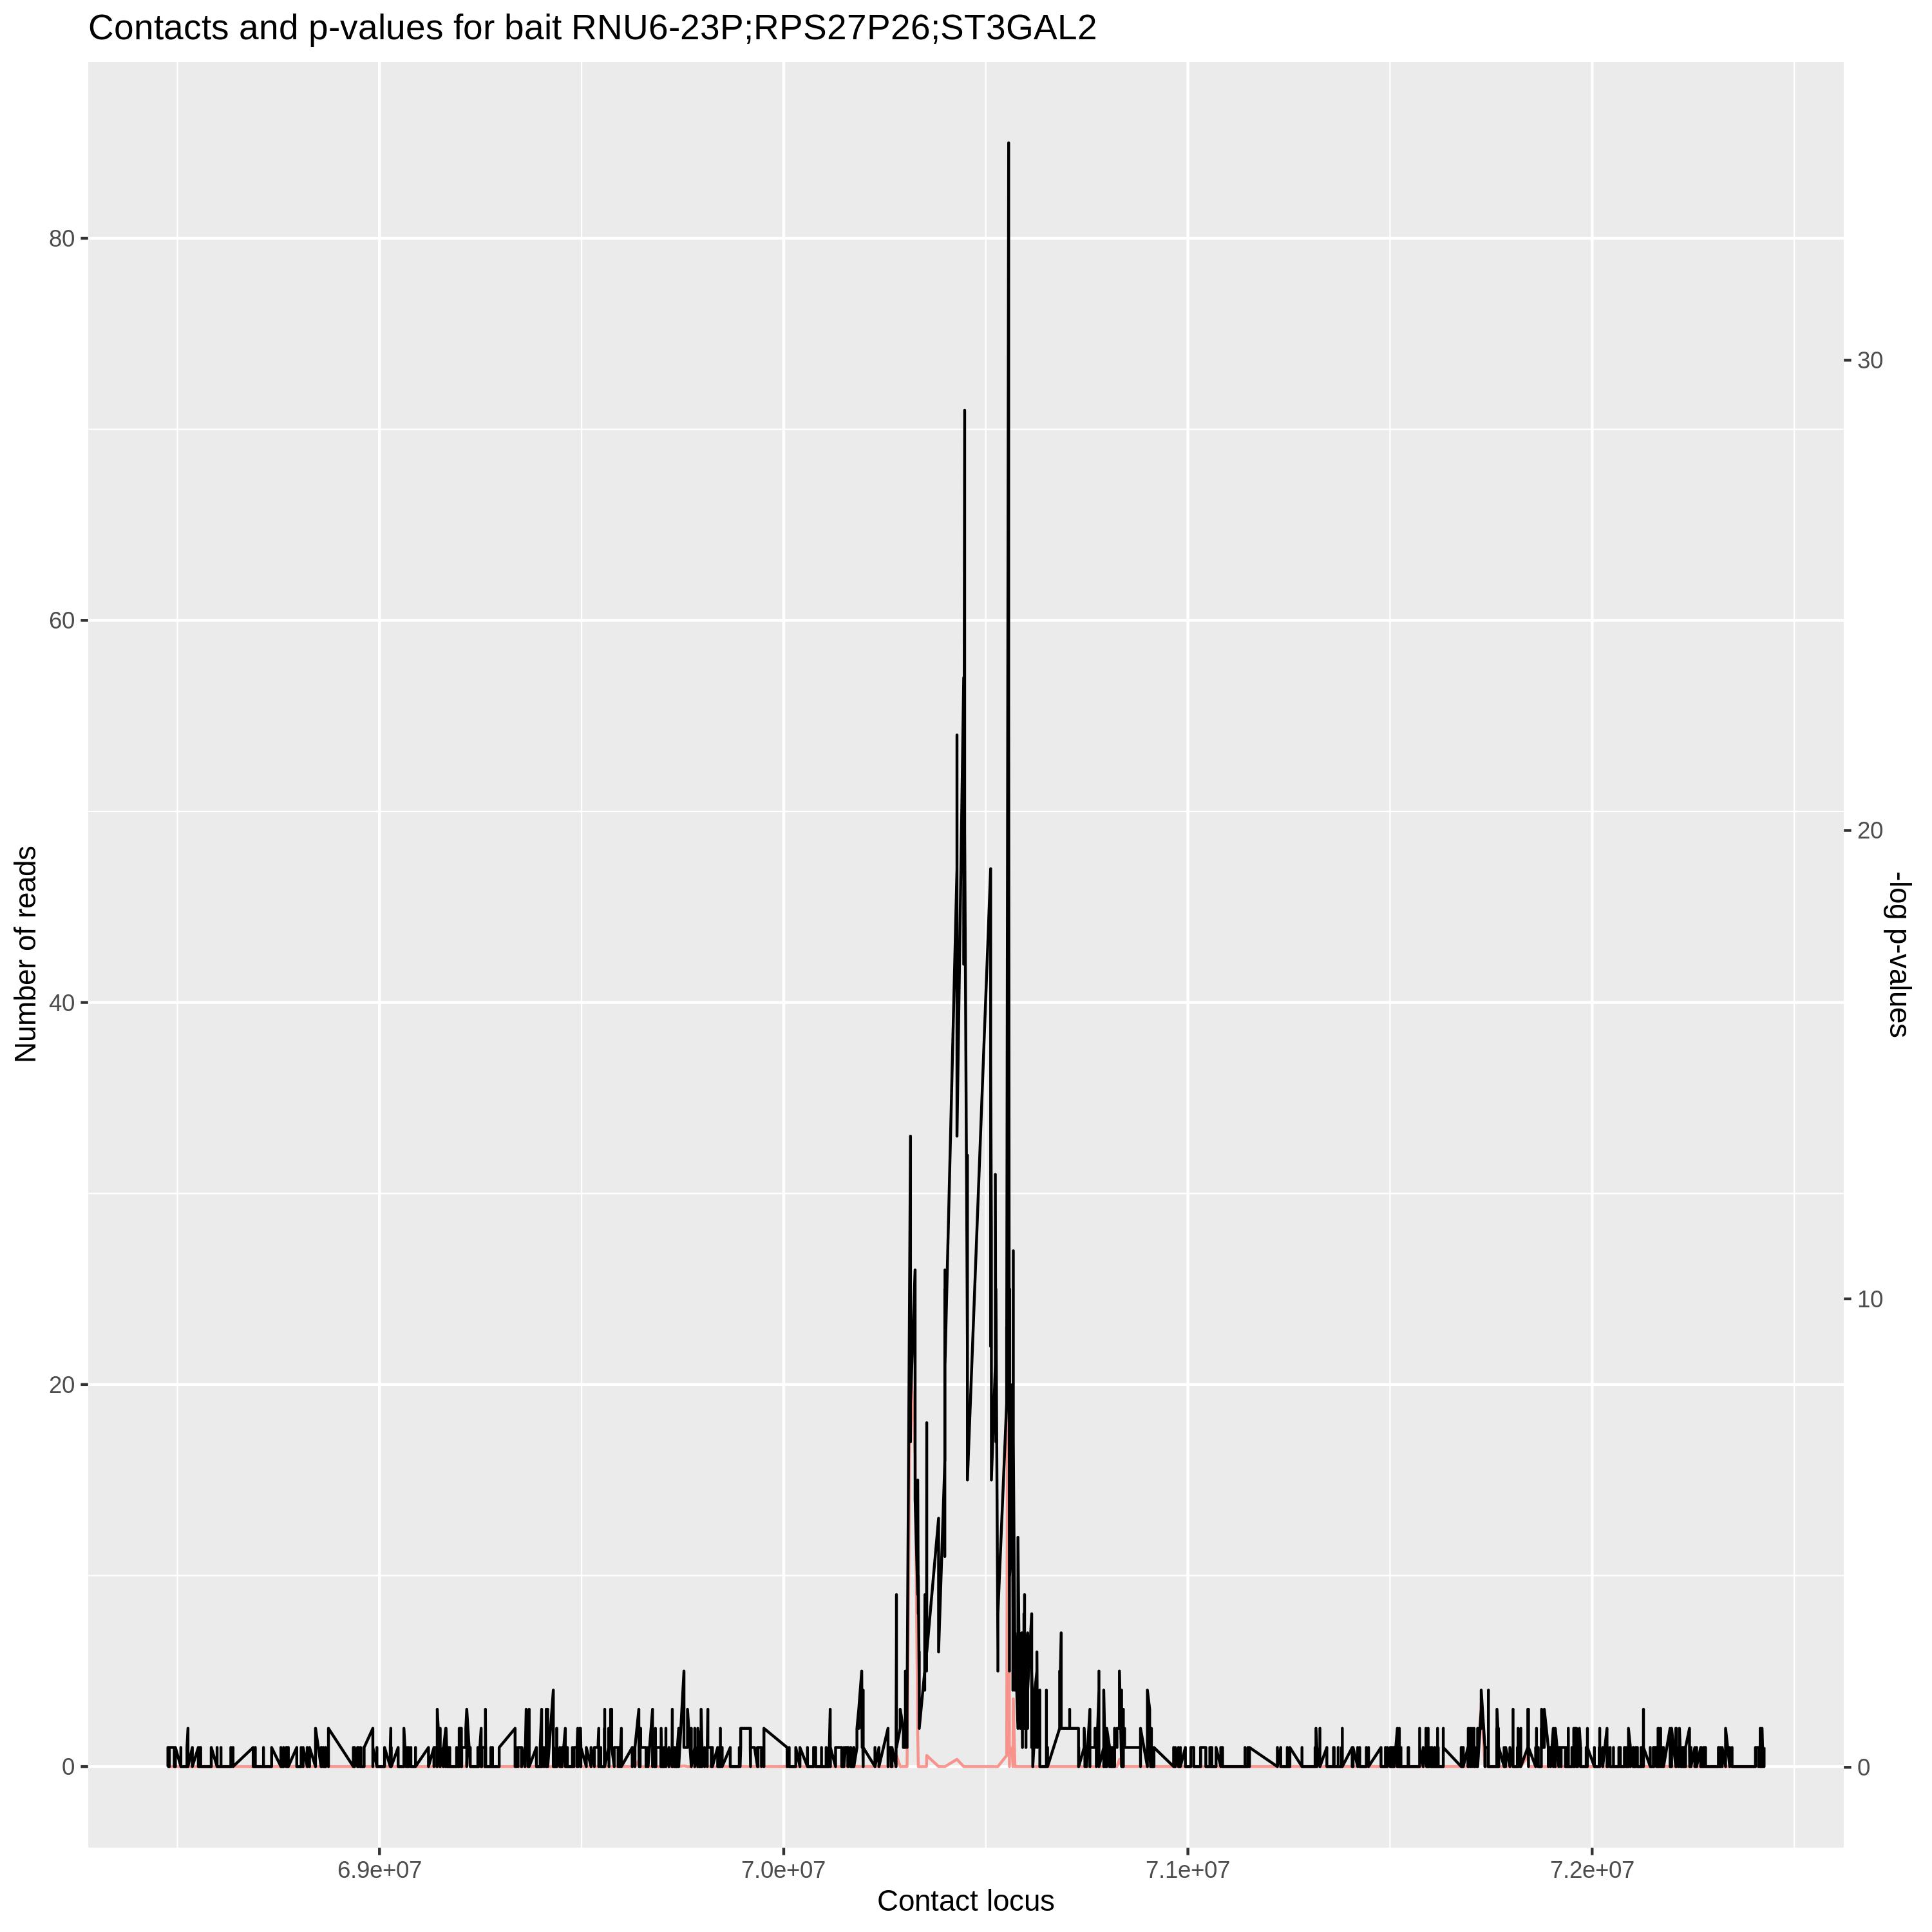 Contacts and p-values for bait RNU6-23P;RPS27P26;ST3GAL2
80
60
40
20
0
Number of reads
30
20
10
0
-log p-values
6.9e+07 7.0e+07 7.1e+07 7.2e+07
Contact locus